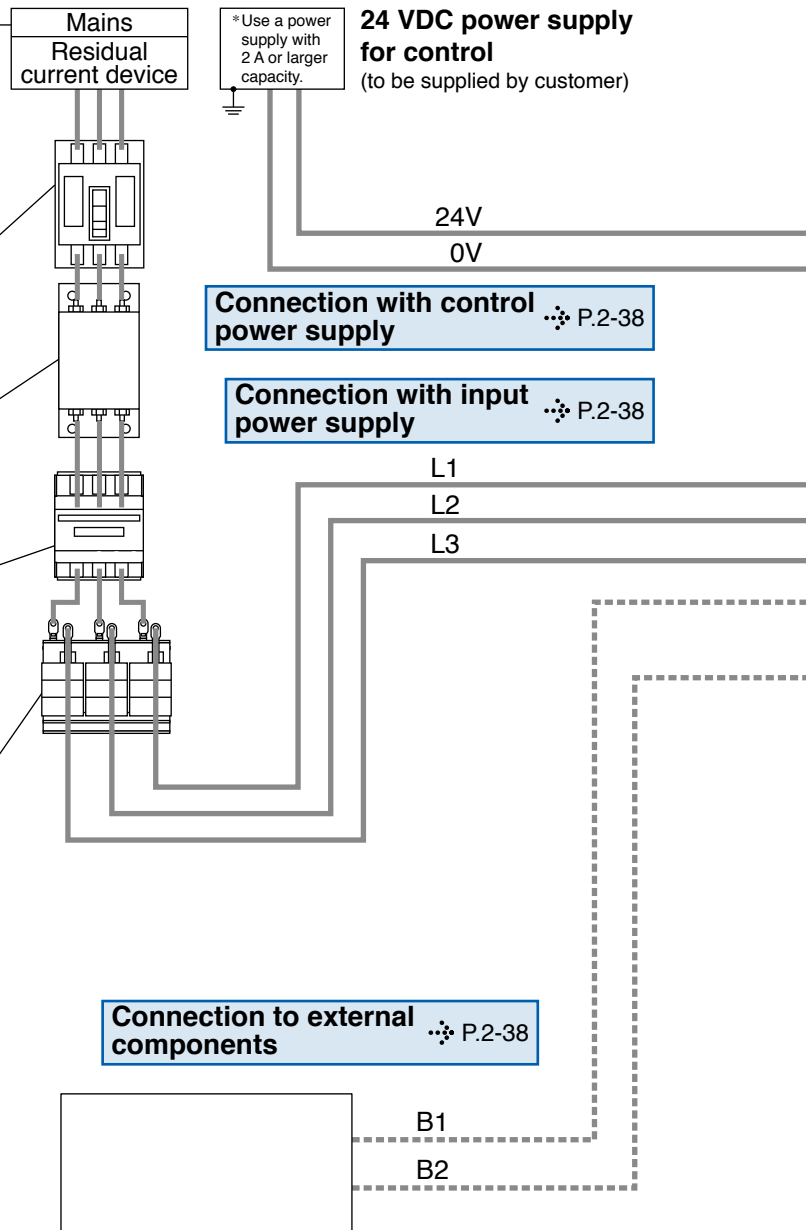 Mains
Residual
current device
*Use a power
supply with
2 A or larger
capacity.
24 VDC power supply
for control
(to be supplied by customer)
24V
0V
Connection with control
power supply
P.2-38
Connection with input
power supply
P.2-38
L1
L2
L3
Connection to external
components
P.2-38
B1
B2